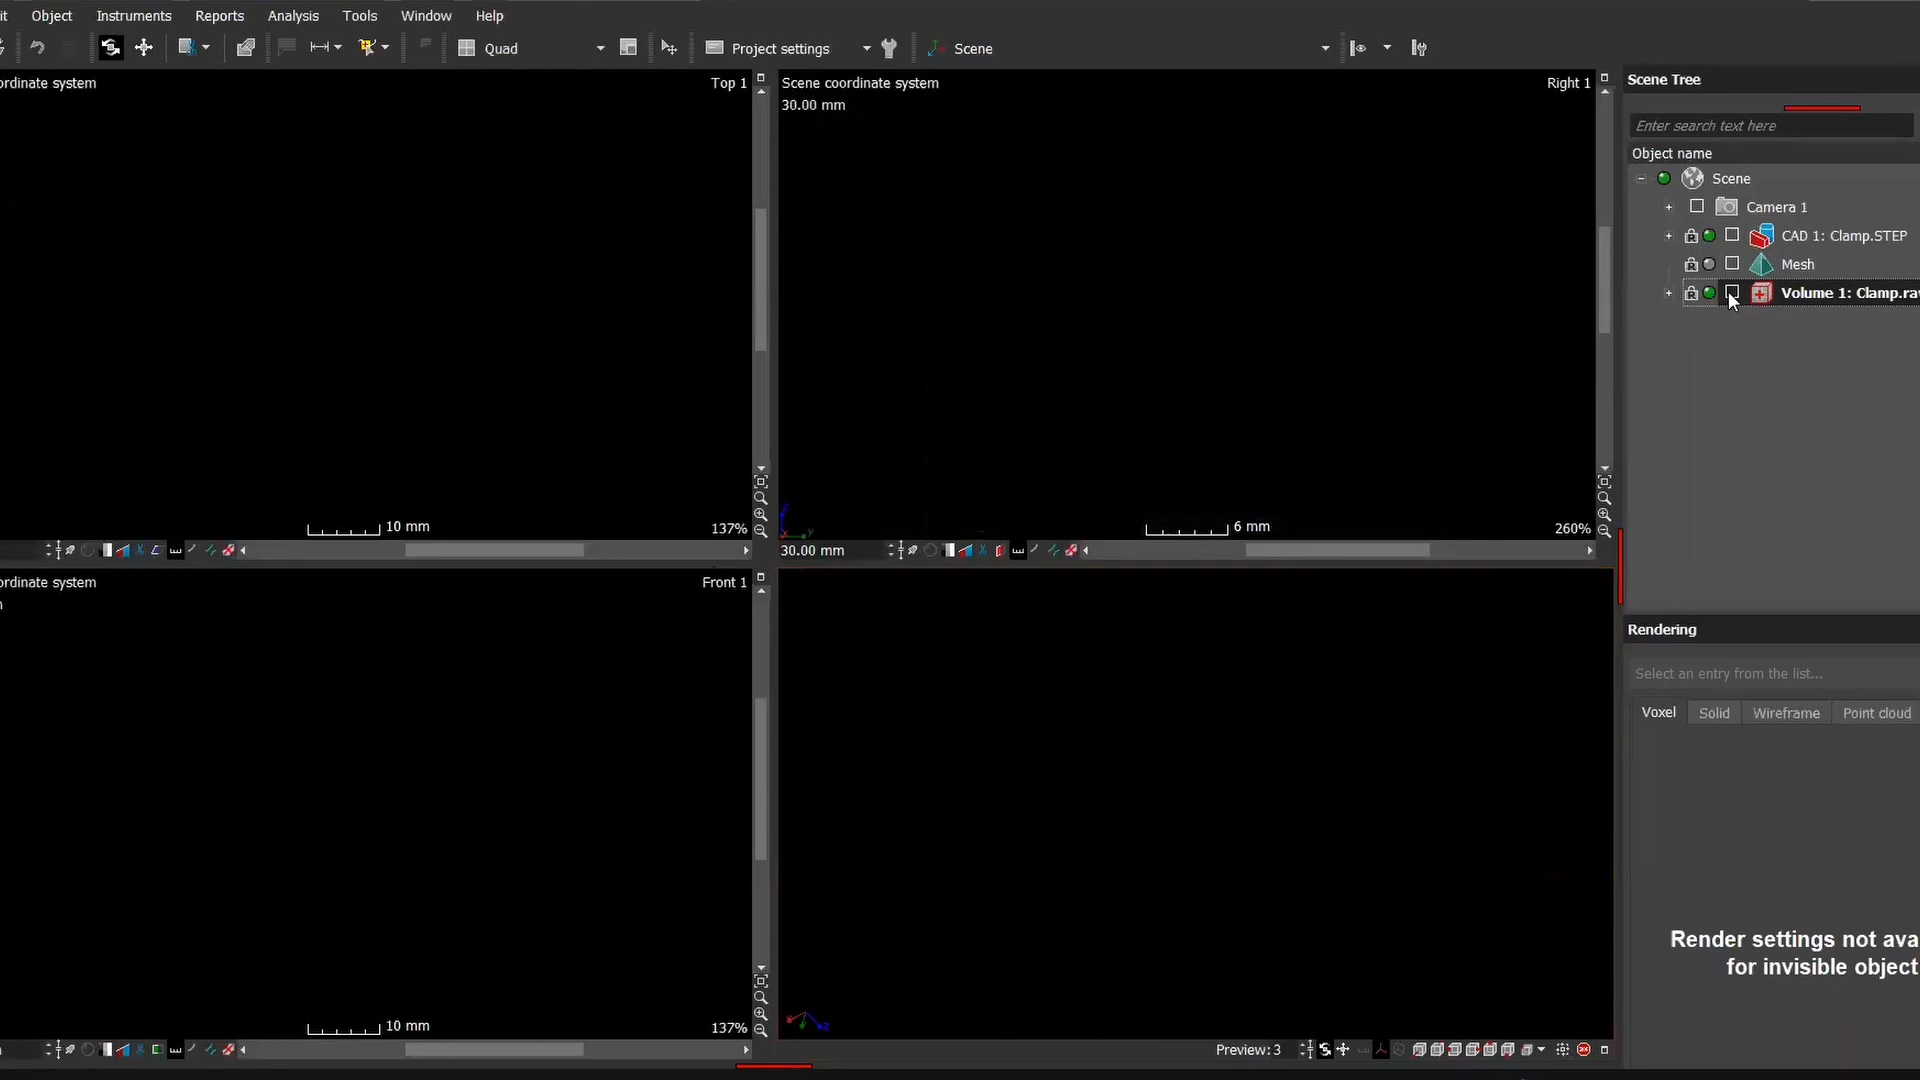 it Object Instruments Reports Analysis Tools Window Help
Quad Project settings Scene
ordinate system Top 1
Scene coordinate system Right 1
30.00 mm
10 mm 137%
6 mm 260%
30.00 mm
ordinate system Front 1
10 mm 137%
Preview: 3
Scene Tree
Enter search text here
Object name
Scene
Camera 1
CAD 1: Clamp.STEP
Mesh
Volume 1: Clamp.ra
Rendering
Select an entry from the list...
Voxel Solid Wireframe Point cloud
Render settings not ava
for invisible object